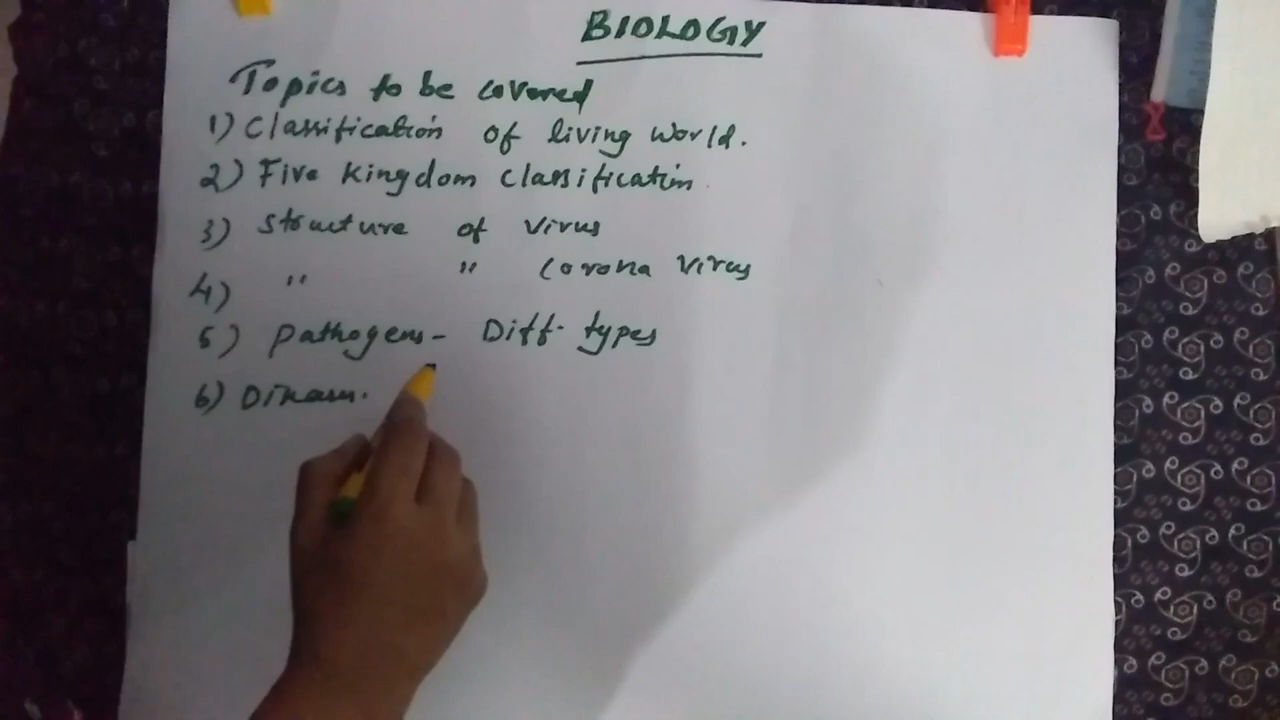 BIOLOGY
Topics to be covered
1) Classification of living world.
2) Five kingdom classification.
3) Structure of virus
4) " " Corona Virus
5) Pathogens- Diff. types
6) Diseases.